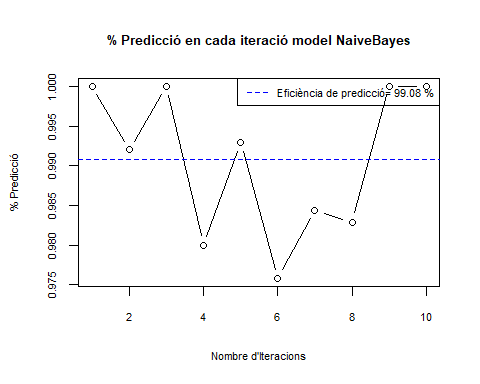 % Predicció en cada iteració model NaiveBayes
Eficiència de predicció= 99.08 %
% Predicció
1.000
0.995
0.990
0.985
0.980
0.975
2 4 6 8 10
Nombre d'Iteracions